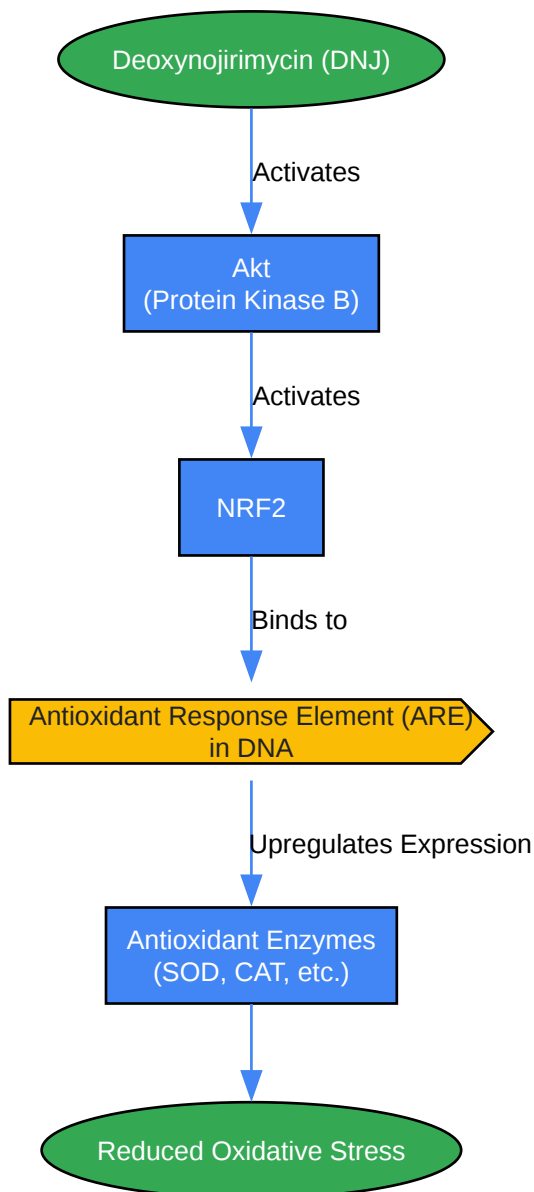 Deoxynojirimycin (DNJ)
Activates
Akt
(Protein Kinase B)
Activates
NRF2
Binds to
Antioxidant Response Element (ARE)
in DNA
Upregulates Expression
Antioxidant Enzymes
(SOD, CAT, etc.)
Reduced Oxidative Stress